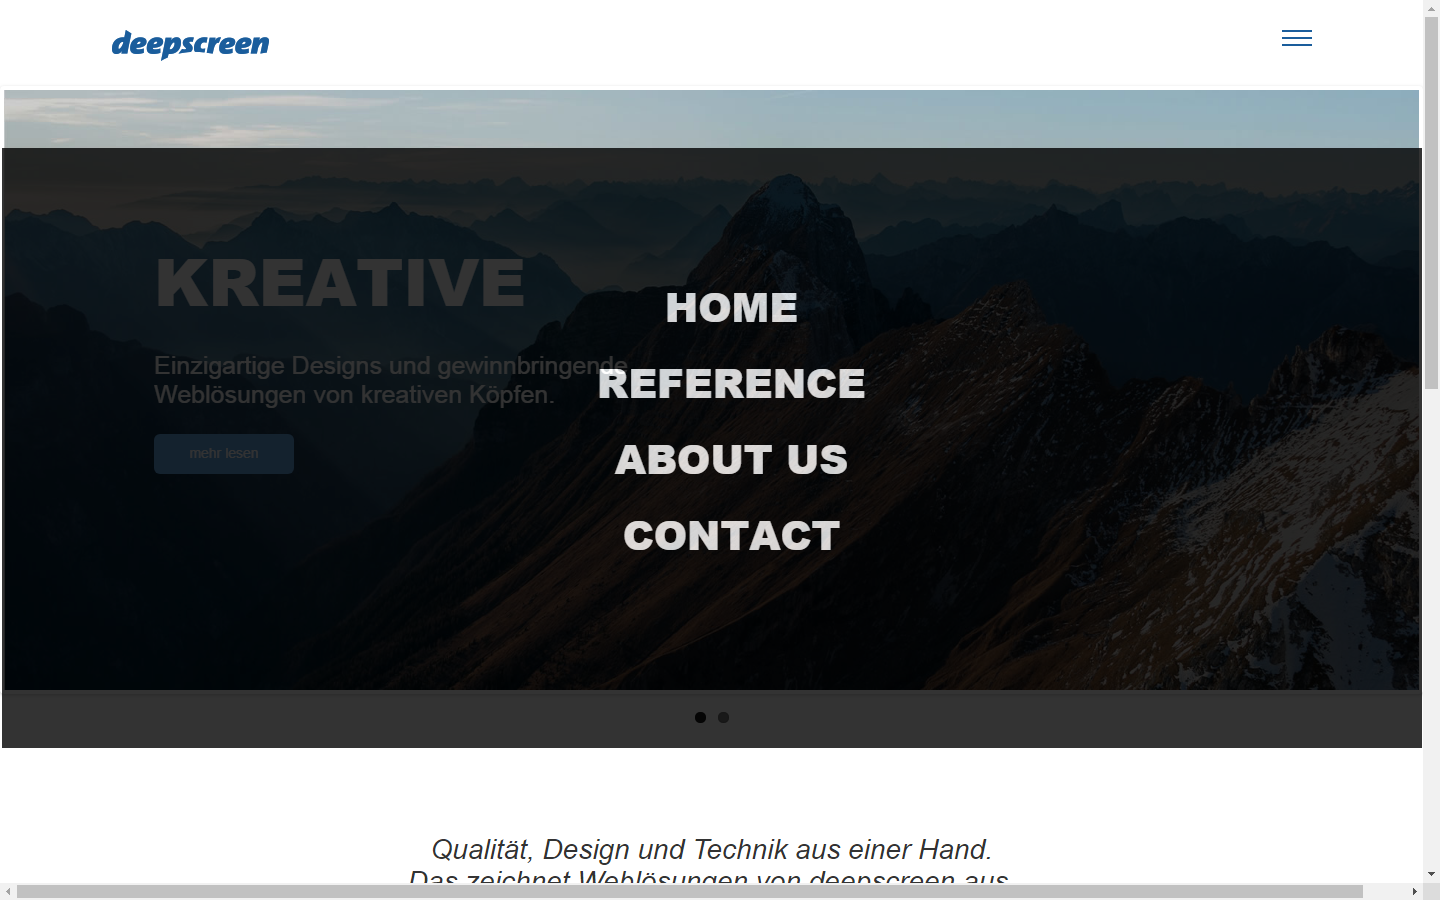 deepscreen
KREATIVE
Einzigartige Designs und gewinnbringende
Weblösungen von kreativen Köpfen.
mehr lesen
HOME
REFERENCE
ABOUT US
CONTACT
Qualität, Design und Technik aus einer Hand.
Das zeichnet Weblösungen von deepscreen aus